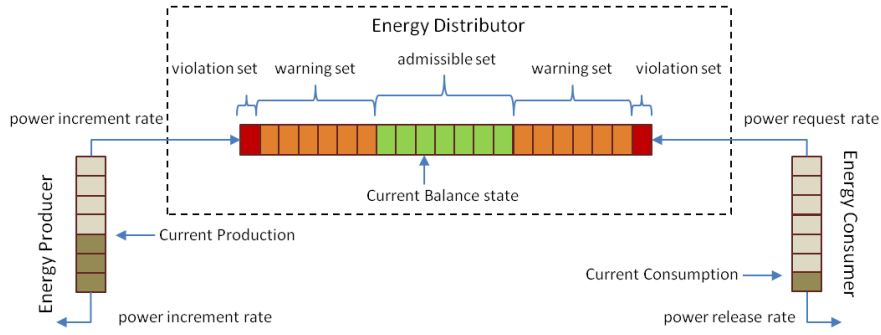 Energy Distributor
admissible set
violation set
warning set
warning set
violation set
power increment rate
power request rate
Current Balance state
Energy Producer
Current Production
Energy Consumer
Current Consumption
power increment rate
power release rate